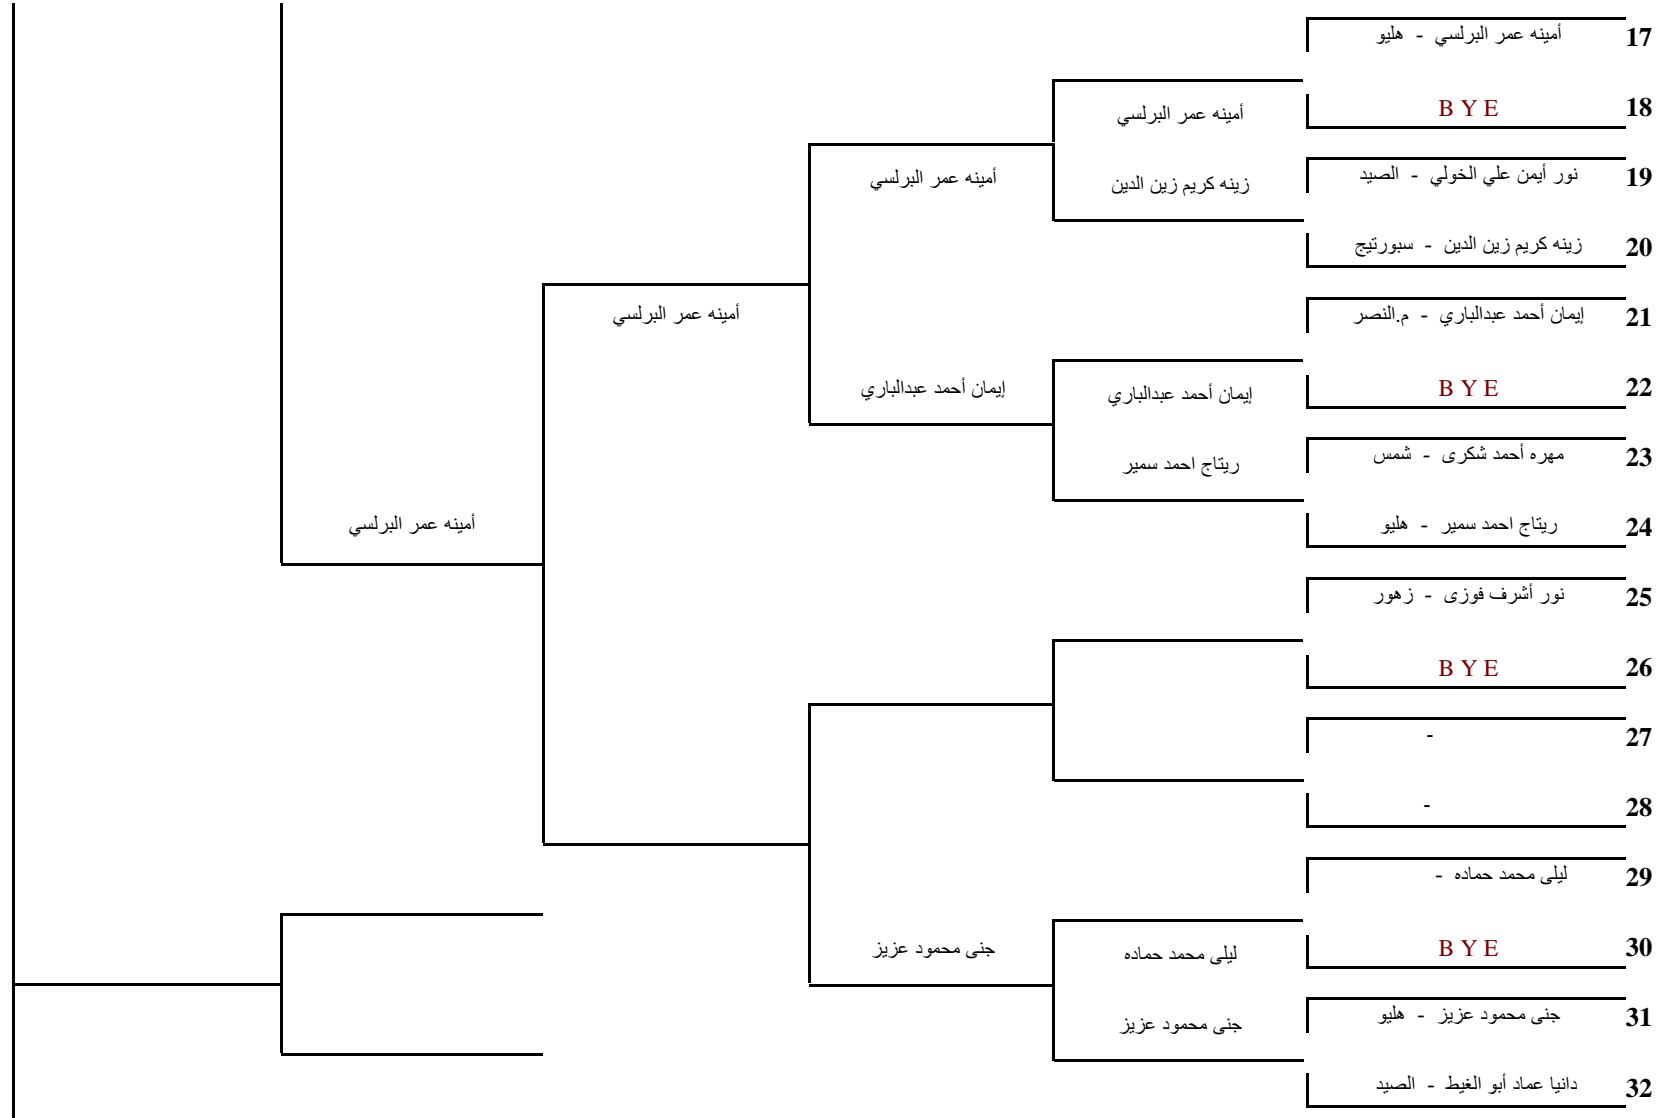 17 أمينه عمر البرلسي - هليو
18 B Y E
أمينه عمر البرلسي
19 نور أيمن علي الخولي - الصيد
زينه كريم زين الدين
أمينه عمر البرلسي
20 زينه كريم زين الدين - سبورتيج
21 إيمان أحمد عبدالباري - م.النصر
أمينه عمر البرلسي
22 B Y E
إيمان أحمد عبدالباري
إيمان أحمد عبدالباري
23 مهره أحمد شكرى - شمس
ريتاج احمد سمير
24 ريتاج احمد سمير - هليو
أمينه عمر البرلسي
25 نور أشرف فوزى - زهور
26 B Y E
27 -
28 -
29 ليلى محمد حماده -
30 B Y E
ليلى محمد حماده
جنى محمود عزيز
31 جنى محمود عزيز - هليو
جنى محمود عزيز
32 دانيا عماد أبو الغيط - الصيد